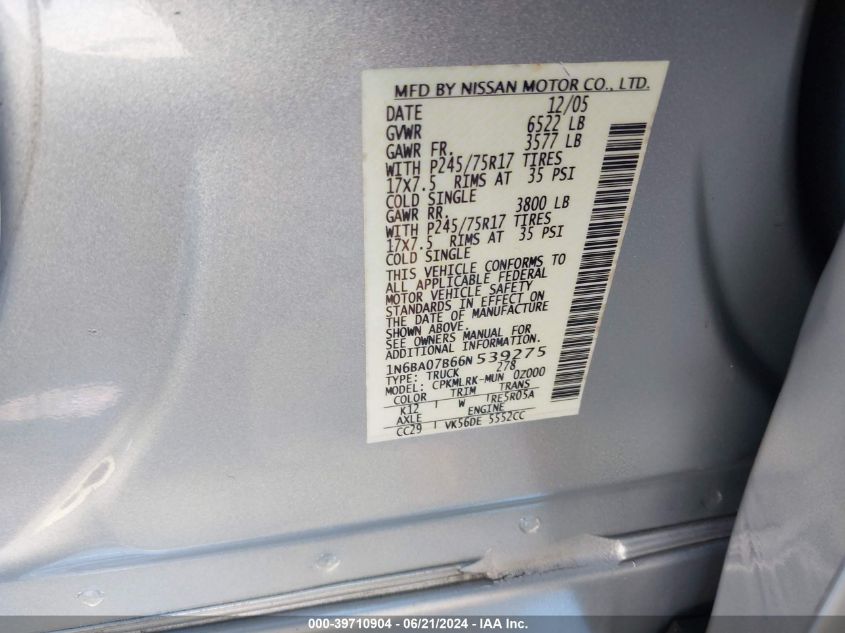 MFD BY NISSAN MOTOR CO., LTD.
DATE 12/05
GVWR 6522 LB
GAWR FR. 3577 LB
WITH P245/75R17 TIRES
17X7.5 RIMS AT 35 PSI
COLD SINGLE
GAWR RR. 3800 LB
WITH P245/75R17 TIRES
17X7.5 RIMS AT 35 PSI
COLD SINGLE
THIS VEHICLE CONFORMS TO
ALL APPLICABLE FEDERAL
MOTOR VEHICLE SAFETY
STANDARDS IN EFFECT ON
THE DATE OF MANUFACTURE
SHOWN ABOVE.
SEE OWNERS MANUAL FOR
ADDITIONAL INFORMATION.
1N6BA07B66N539275
TYPE: TRUCK 278
MODEL: CPKMLRK-MUN 0Z000
COLOR TRIM TRANS
K12 W RE5R05A
AXLE ENGINE
CC29 VK56DE 5552CC
000-39710904 - 06/21/2024 - IAA Inc.